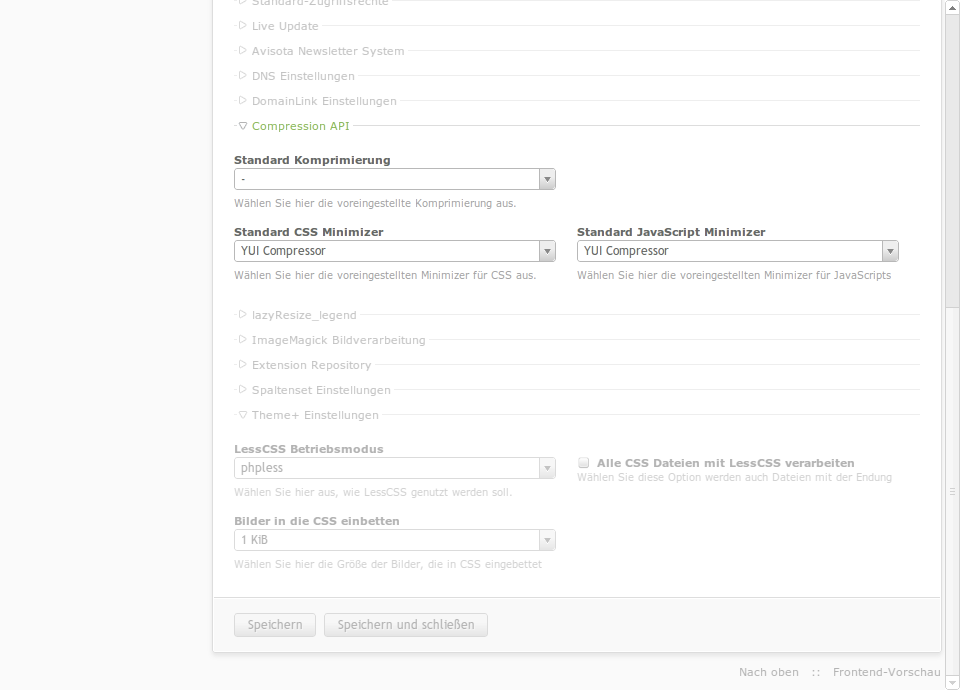 Standard-Zugriffsrechte
Live Update
Avisota Newsletter System
DNS Einstellungen
DomainLink Einstellungen
Compression API
Standard Komprimierung
-
Wählen Sie hier die voreingestellte Komprimierung aus.
Standard CSS Minimizer
YUI Compressor
Wählen Sie hier die voreingestellten Minimizer für CSS aus.
Standard JavaScript Minimizer
YUI Compressor
Wählen Sie hier die voreingestellten Minimizer für JavaScripts
lazyResize_legend
ImageMagick Bildverarbeitung
Extension Repository
Spaltenset Einstellungen
Theme+ Einstellungen
LessCSS Betriebsmodus
phpless
Wählen Sie hier aus, wie LessCSS genutzt werden soll.
Alle CSS Dateien mit LessCSS verarbeiten
Wählen Sie diese Option werden auch Dateien mit der Endung
Bilder in die CSS einbetten
1 KiB
Wählen Sie hier die Größe der Bilder, die in CSS eingebettet
Speichern
Speichern und schließen
Nach oben :: Frontend-Vorschau